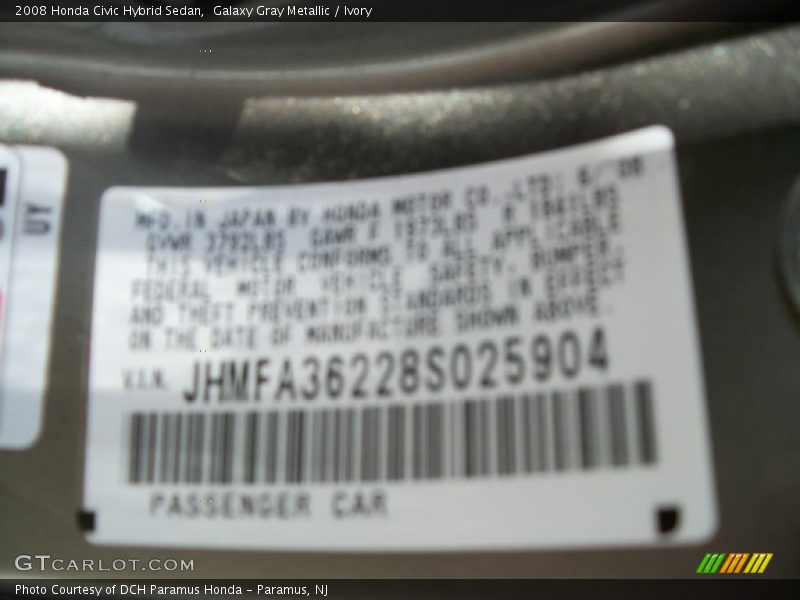 2008 Honda Civic Hybrid Sedan,  Galaxy Gray Metallic / Ivory
UY
MFD. IN JAPAN BY HONDA MOTOR CO., LTD. 6/08
GVWR 3792LBS GAWR F 1973LBS R 1841LBS
THIS VEHICLE CONFORMS TO ALL APPLICABLE
FEDERAL MOTOR VEHICLE SAFETY, BUMPER,
AND THEFT PREVENTION STANDARDS IN EFFECT
ON THE DATE OF MANUFACTURE SHOWN ABOVE.
V.I.N. JHMFA36228S025904
PASSENGER CAR
GTCARLOT.COM
Photo Courtesy of DCH Paramus Honda - Paramus, NJ